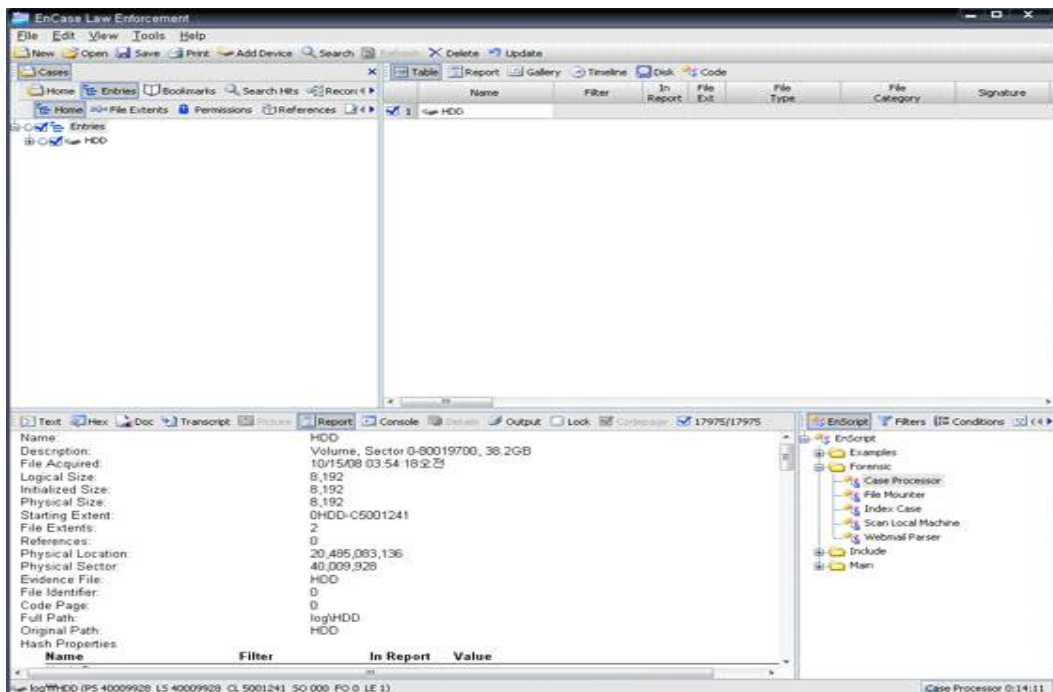 EnCase Law Enforcement
File Edit View Tools Help
New Open Save Print Add Device Search Delete Update
Cases
Table Report Gallery Timeline Disk Code
Home Entries Bookmarks Search Hits Record
Home File Extents Permissions References
Name Filter In Report File Ext File Type File Category Signature
Entries
HDD
1 HDD
Text Hex Doc Transcript Picture Report Console Details Output Lock Codepage 17975/17975
EnScript Filters Conditions
Name: HDD
Description: Volume, Sector 0-80019700, 38.2GB
File Acquired: 10/15/08 03:54:18오전
Logical Size: 8,192
Initialized Size: 8,192
Physical Size: 8,192
Starting Extent: 0HDD-C5001241
File Extents: 2
References: 0
Physical Location: 20,485,083,136
Physical Sector: 40,009,928
Evidence File: HDD
File Identifier: 0
Code Page: 0
Full Path: log\HDD
Original Path: HDD
Hash Properties
Name Filter In Report Value
EnScript
Examples
Forensic
Case Processor
File Mounter
Index Case
Scan Local Machine
Webmail Parser
Include
Main
log₩HDD (PS 40009928 LS 40009928 CL 5001241 SO 000 FO 0 LE 1)
Case Processor 0:14:11